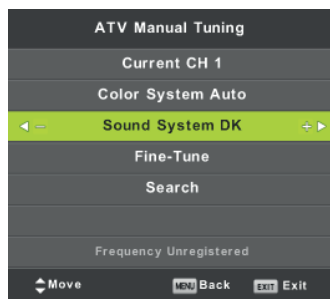 ATV Manual Tuning
Current CH 1
Color System Auto
Sound System DK
Fine-Tune
Search
Frequency Unregistered
Move MENU Back EXIT Exit